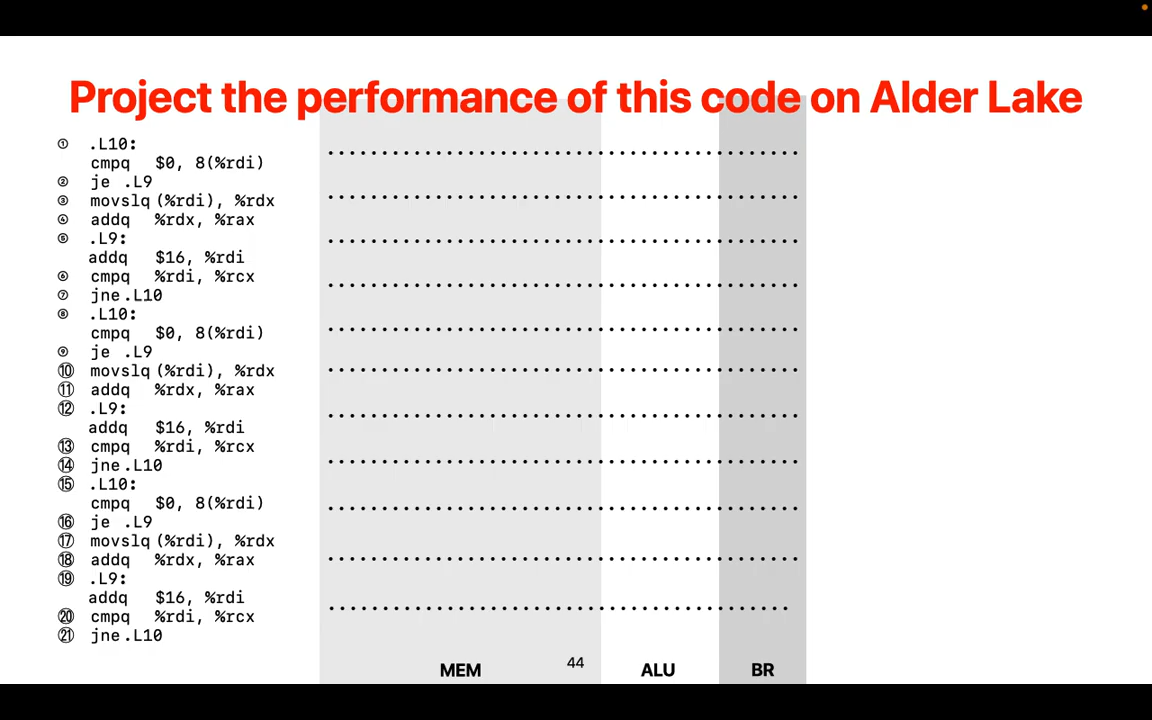 Project the performance of this code on Alder Lake
① .L10:
cmpq $0, 8(%rdi)
② je .L9
③ movslq (%rdi), %rdx
④ addq %rdx, %rax
⑤ .L9:
addq $16, %rdi
⑥ cmpq %rdi, %rcx
⑦ jne .L10
⑧ .L10:
cmpq $0, 8(%rdi)
⑨ je .L9
⑩ movslq (%rdi), %rdx
⑪ addq %rdx, %rax
⑫ .L9:
addq $16, %rdi
⑬ cmpq %rdi, %rcx
⑭ jne .L10
⑮ .L10:
cmpq $0, 8(%rdi)
⑯ je .L9
⑰ movslq (%rdi), %rdx
⑱ addq %rdx, %rax
⑲ .L9:
addq $16, %rdi
⑳ cmpq %rdi, %rcx
㉑ jne .L10
MEM
44
ALU
BR